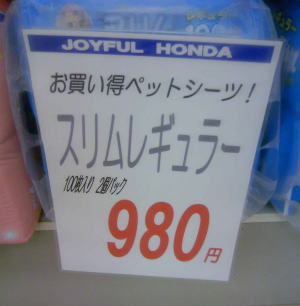 JOYFUL HONDA
お買い得ペットシーツ!
スリムレギュラー
100枚入り 2個パック
980円